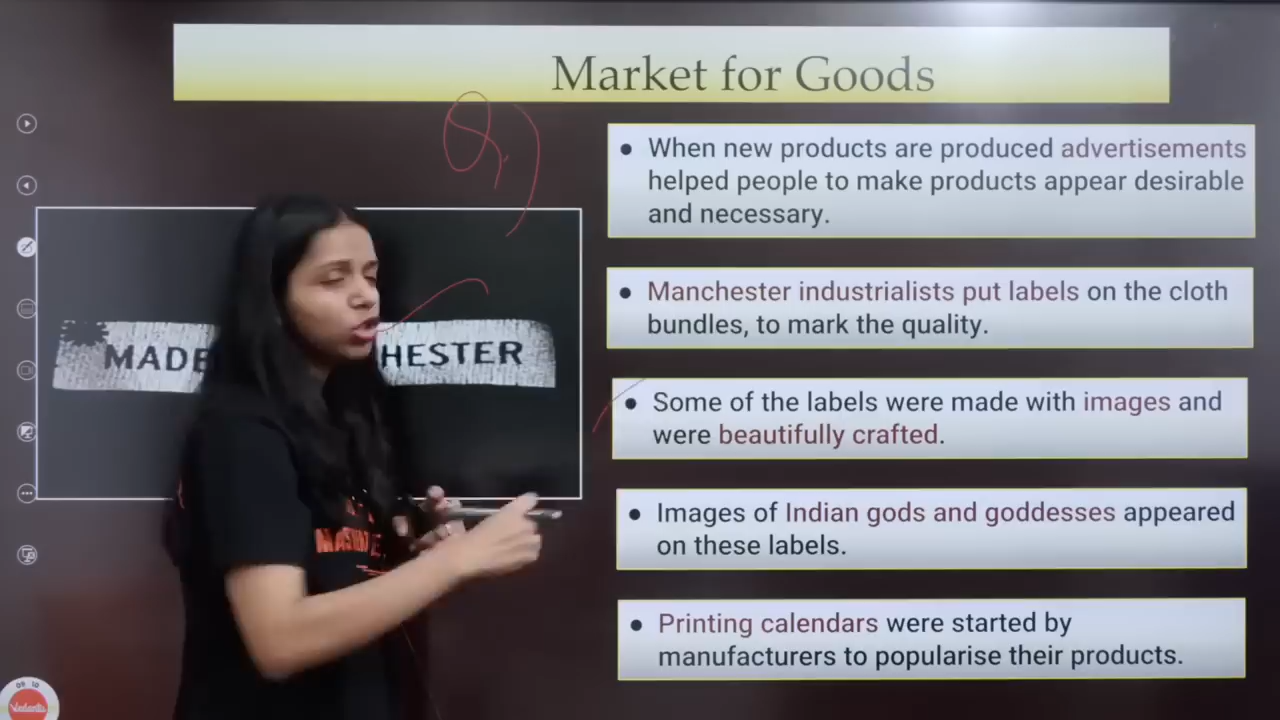 Market for Goods
• When new products are produced advertisements
helped people to make products appear desirable
and necessary.
• Manchester industrialists put labels on the cloth
bundles, to mark the quality.
• Some of the labels were made with images and
were beautifully crafted.
• Images of Indian gods and goddesses appeared
on these labels.
• Printing calendars were started by
manufacturers to popularise their products.
MADE
HESTER
Vedantu